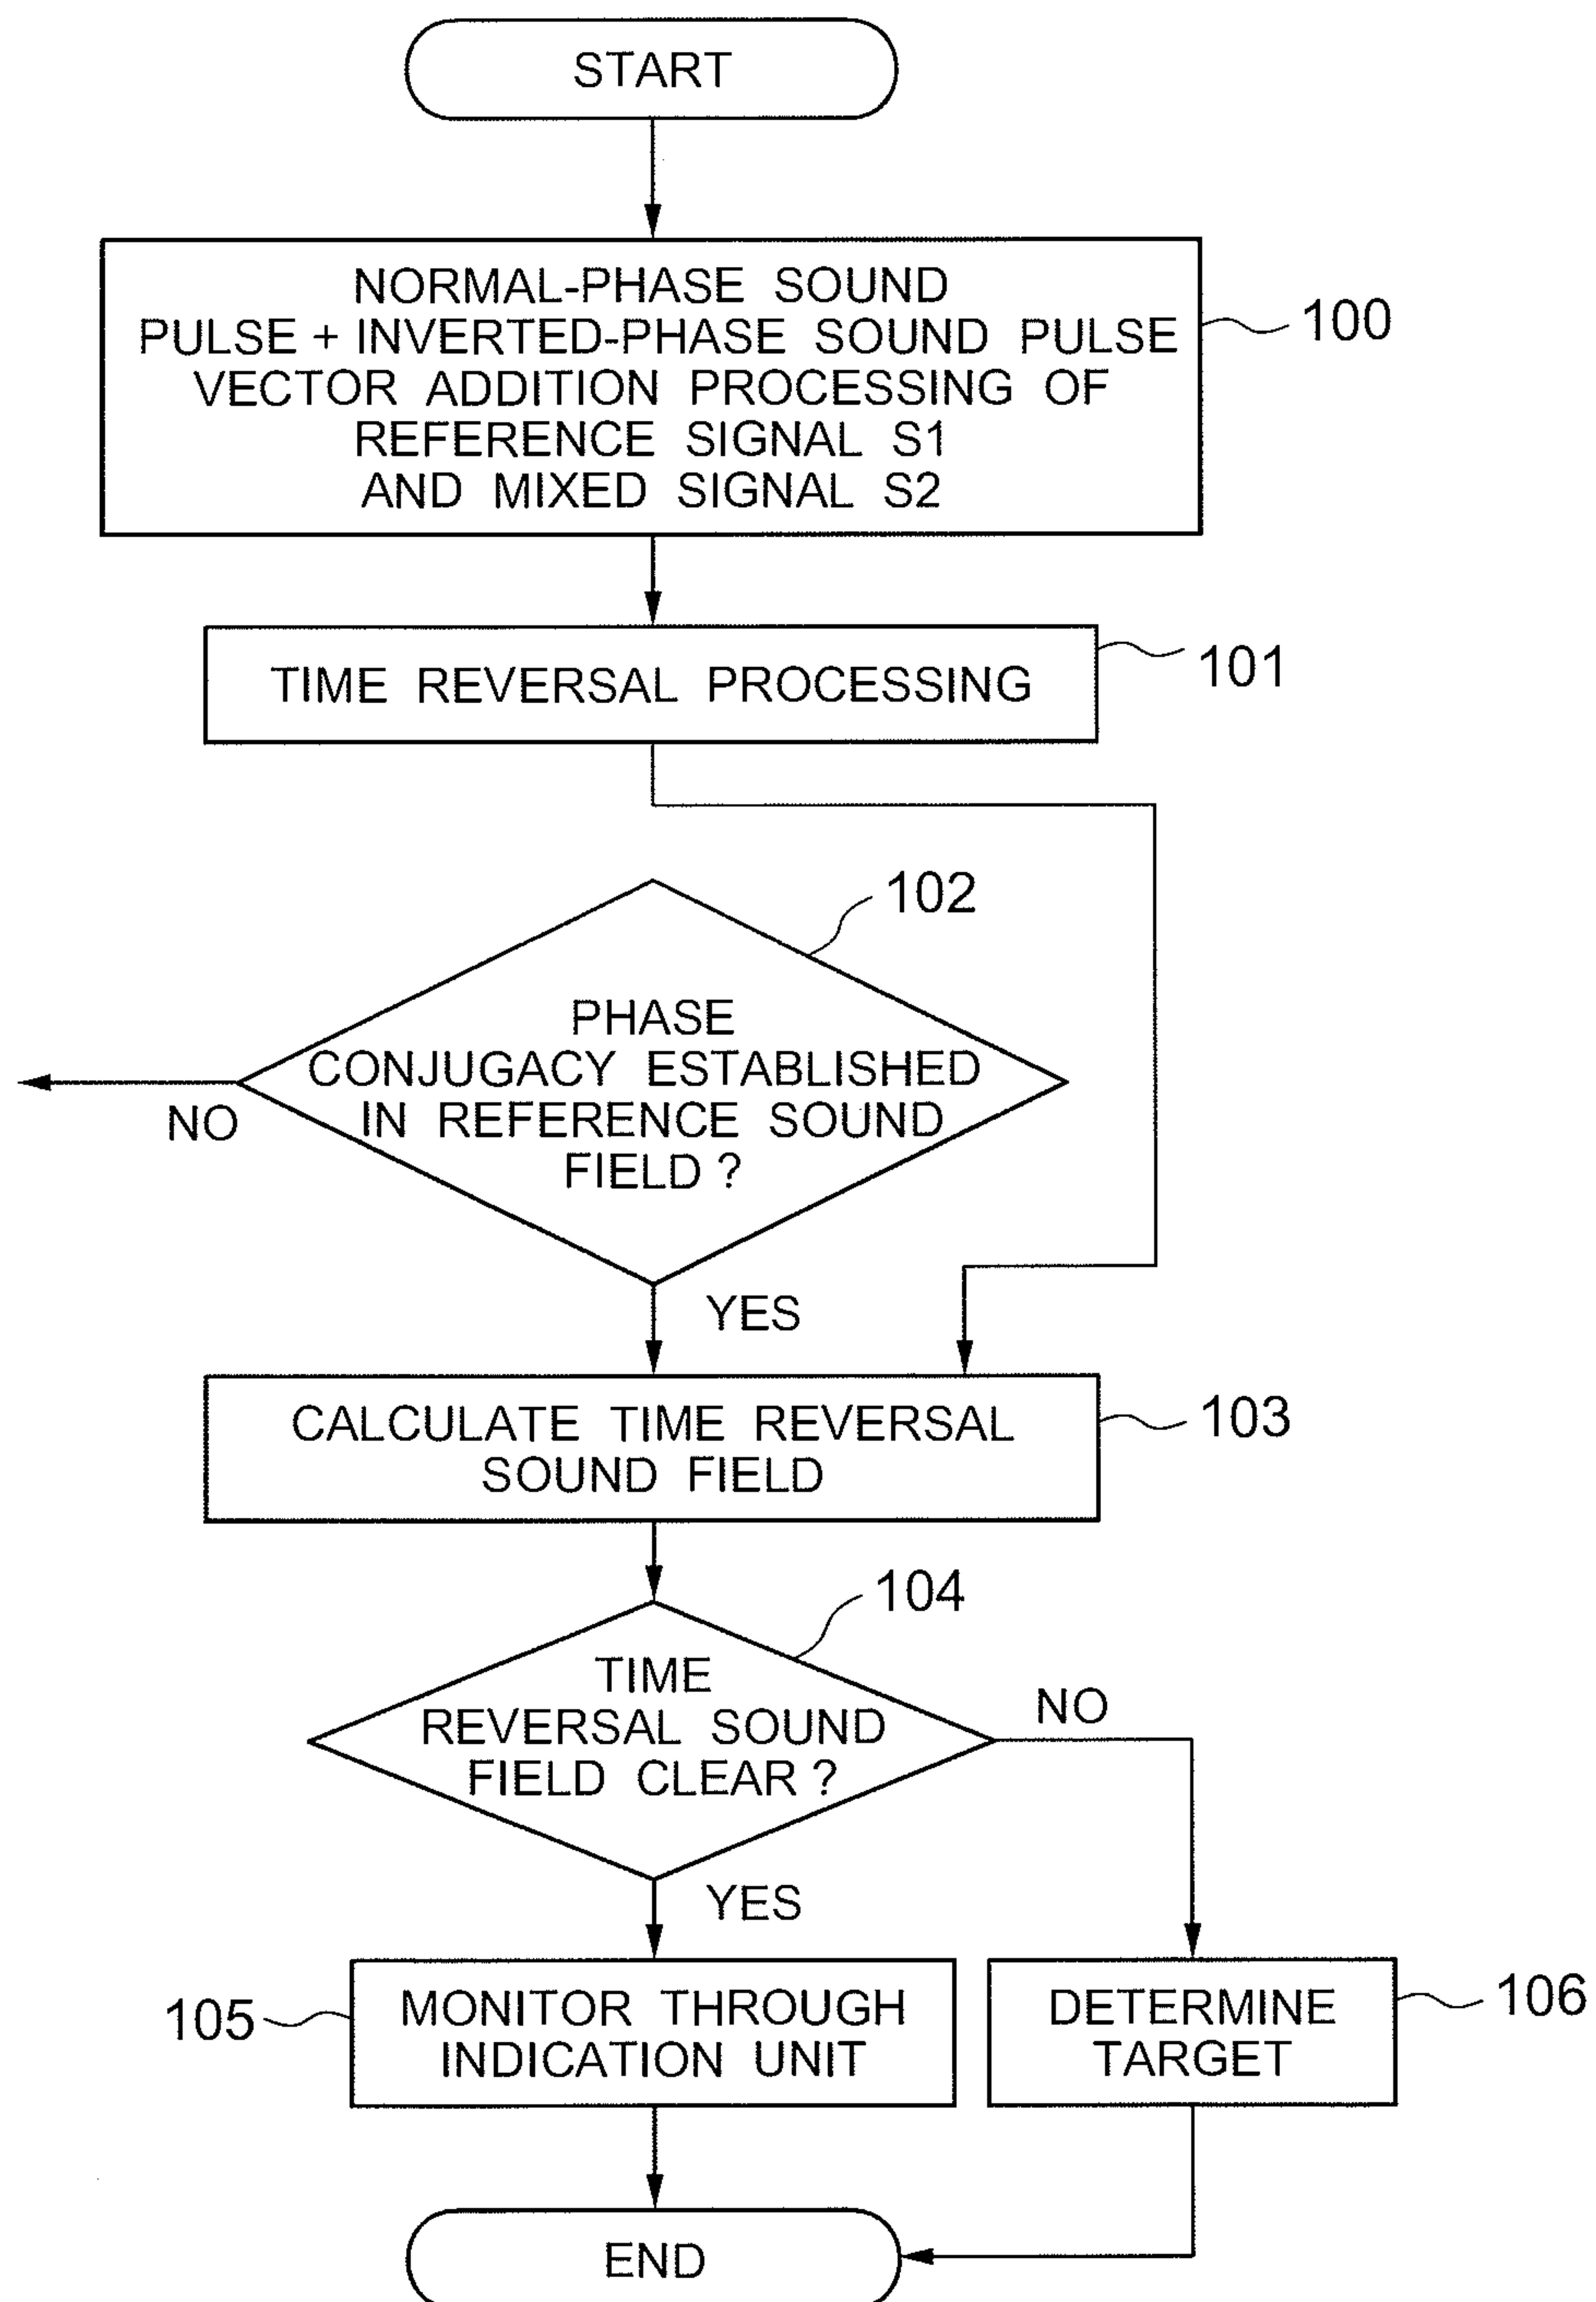 START
NORMAL-PHASE SOUND
PULSE + INVERTED-PHASE SOUND PULSE
VECTOR ADDITION PROCESSING OF
REFERENCE SIGNAL S1
AND MIXED SIGNAL S2
100
TIME REVERSAL PROCESSING
101
102
PHASE
CONJUGACY ESTABLISHED
IN REFERENCE SOUND
FIELD ?
NO
YES
CALCULATE TIME REVERSAL
SOUND FIELD
103
104
TIME
REVERSAL SOUND
FIELD CLEAR ?
NO
YES
105
MONITOR THROUGH
INDICATION UNIT
DETERMINE
TARGET
106
END